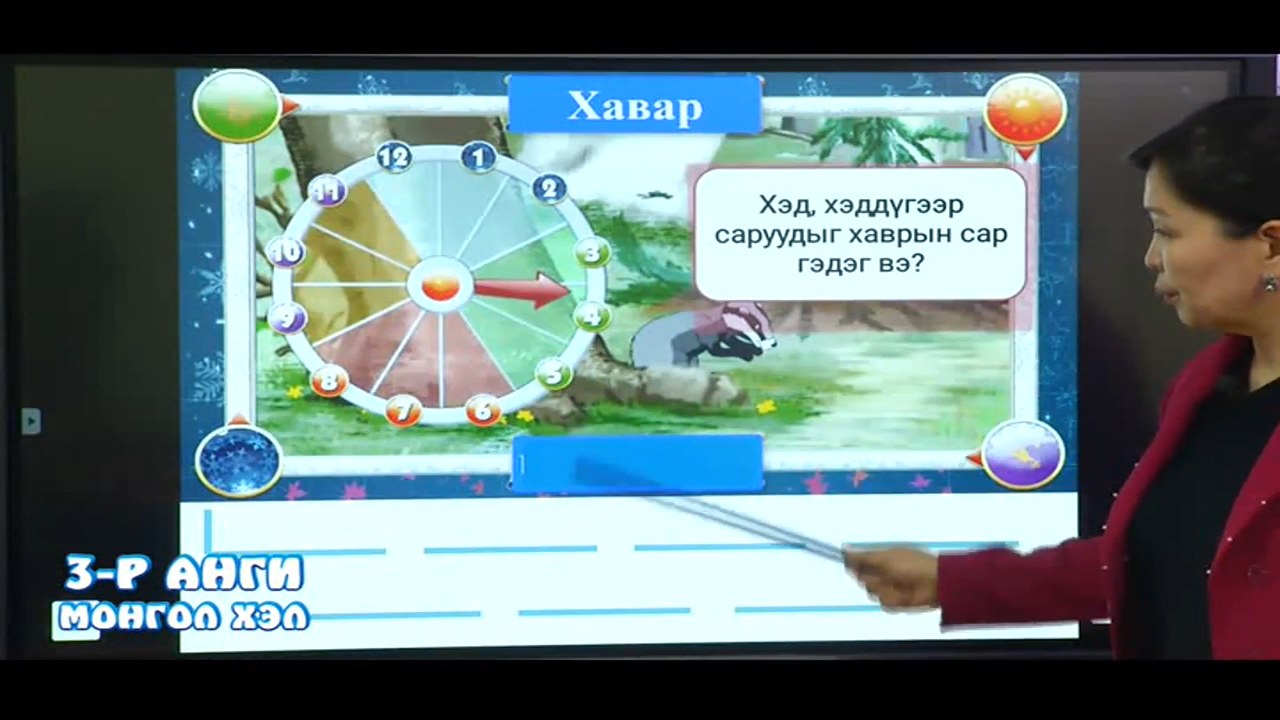 Хавар
12
1
11
2
10
3
9
4
8
5
7
6
Хэд, хэддүгээр
саруудыг хаврын сар
гэдэг вэ?
3-Р АНГИ
МОНГОЛ ХЭЛ